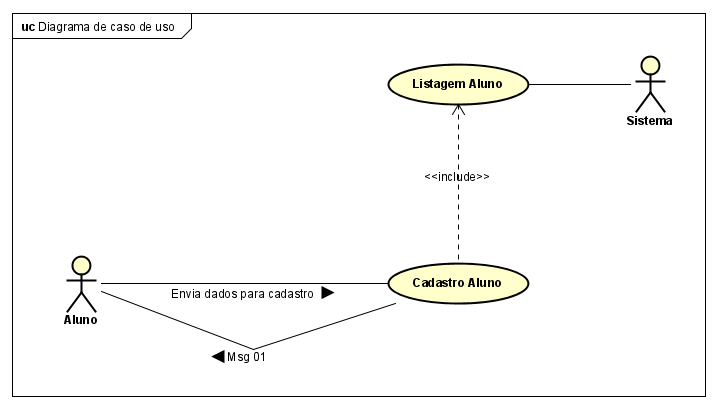 uc Diagrama de caso de uso
Listagem Aluno
Sistema
<<include>>
Cadastro Aluno
Envia dados para cadastro
Aluno
Msg 01